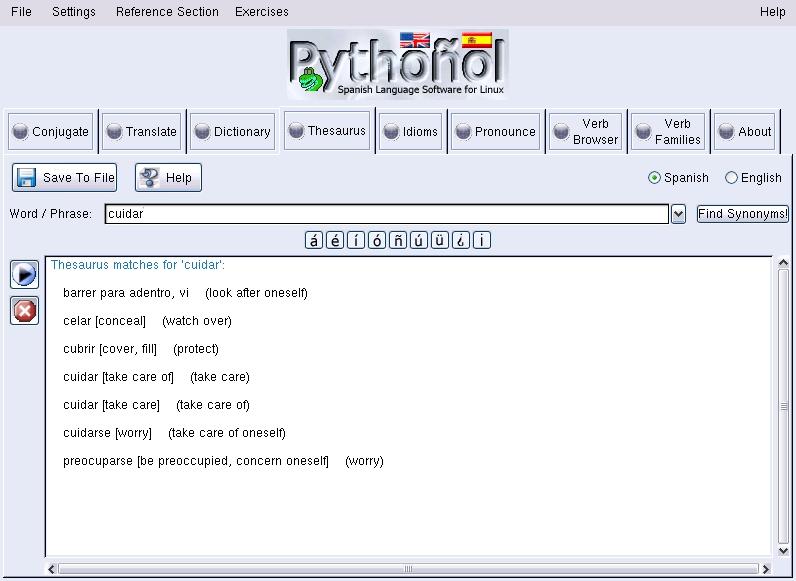 File Settings Reference Section Exercises Help
Pythoñol
Spanish Language Software for Linux
Conjugate Translate Dictionary Thesaurus Idioms Pronounce Verb Browser Verb Families About
Save To File Help Spanish English
Word / Phrase: cuidar Find Synonyms!
á é í ó ñ ú ü ¿ ¡
Thesaurus matches for 'cuidar':
barrer para adentro, vi (look after oneself)
celar [conceal] (watch over)
cubrir [cover, fill] (protect)
cuidar [take care of] (take care)
cuidar [take care] (take care of)
cuidarse [worry] (take care of oneself)
preocuparse [be preoccupied, concern oneself] (worry)